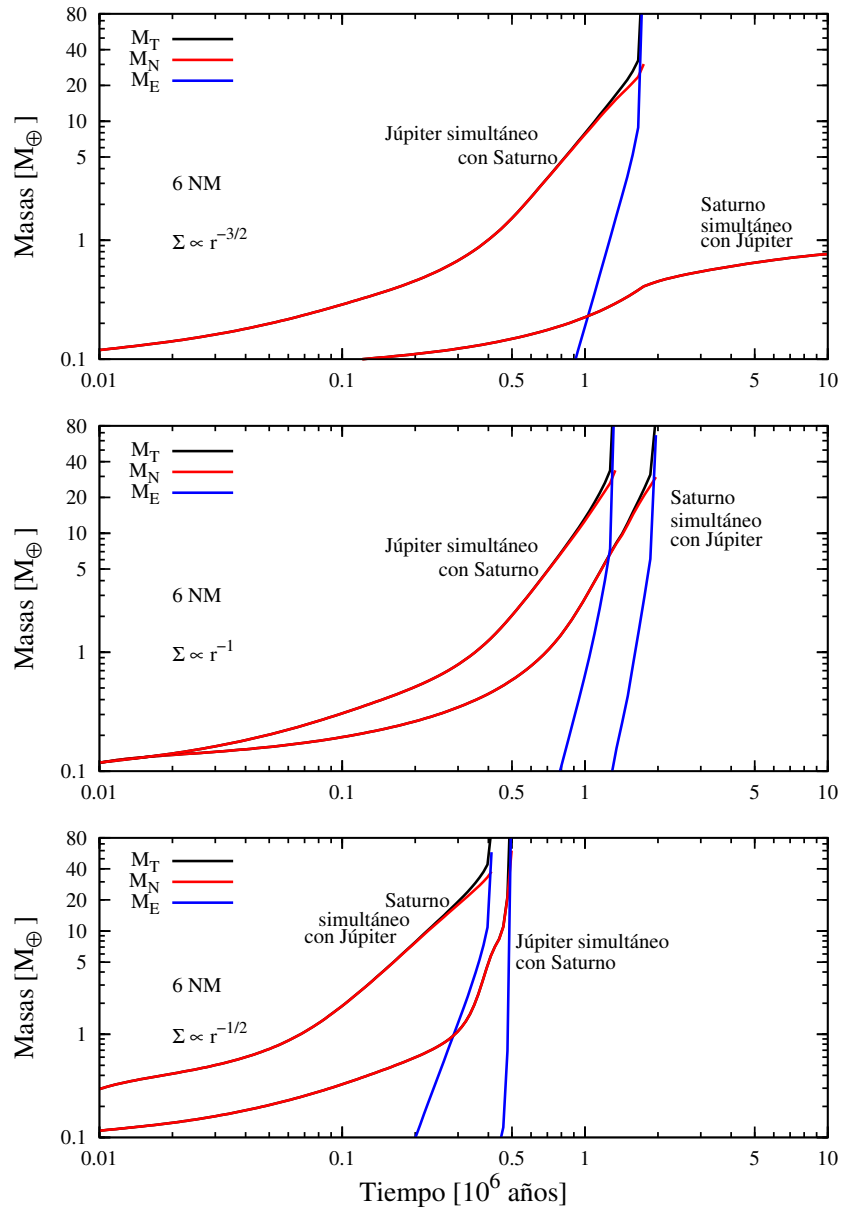 80
40
20
10
5
1
0.1
Masas [M⊕]
M_T
M_N
M_E
Júpiter simultáneo
con Saturno
6 NM
Σ ∝ r^{-3/2}
Saturno
simultáneo
con Júpiter
0.01
0.1
0.5
1
5
10
80
40
20
10
5
1
0.1
Masas [M⊕]
M_T
M_N
M_E
Júpiter simultáneo
con Saturno
Saturno
simultáneo
con Júpiter
6 NM
Σ ∝ r^{-1}
0.01
0.1
0.5
1
5
10
80
40
20
10
5
1
0.1
Masas [M⊕]
M_T
M_N
M_E
Saturno
simultáneo
con Júpiter
Júpiter simultáneo
con Saturno
6 NM
Σ ∝ r^{-1/2}
0.01
0.1
0.5
1
5
10
Tiempo [10^6 años]